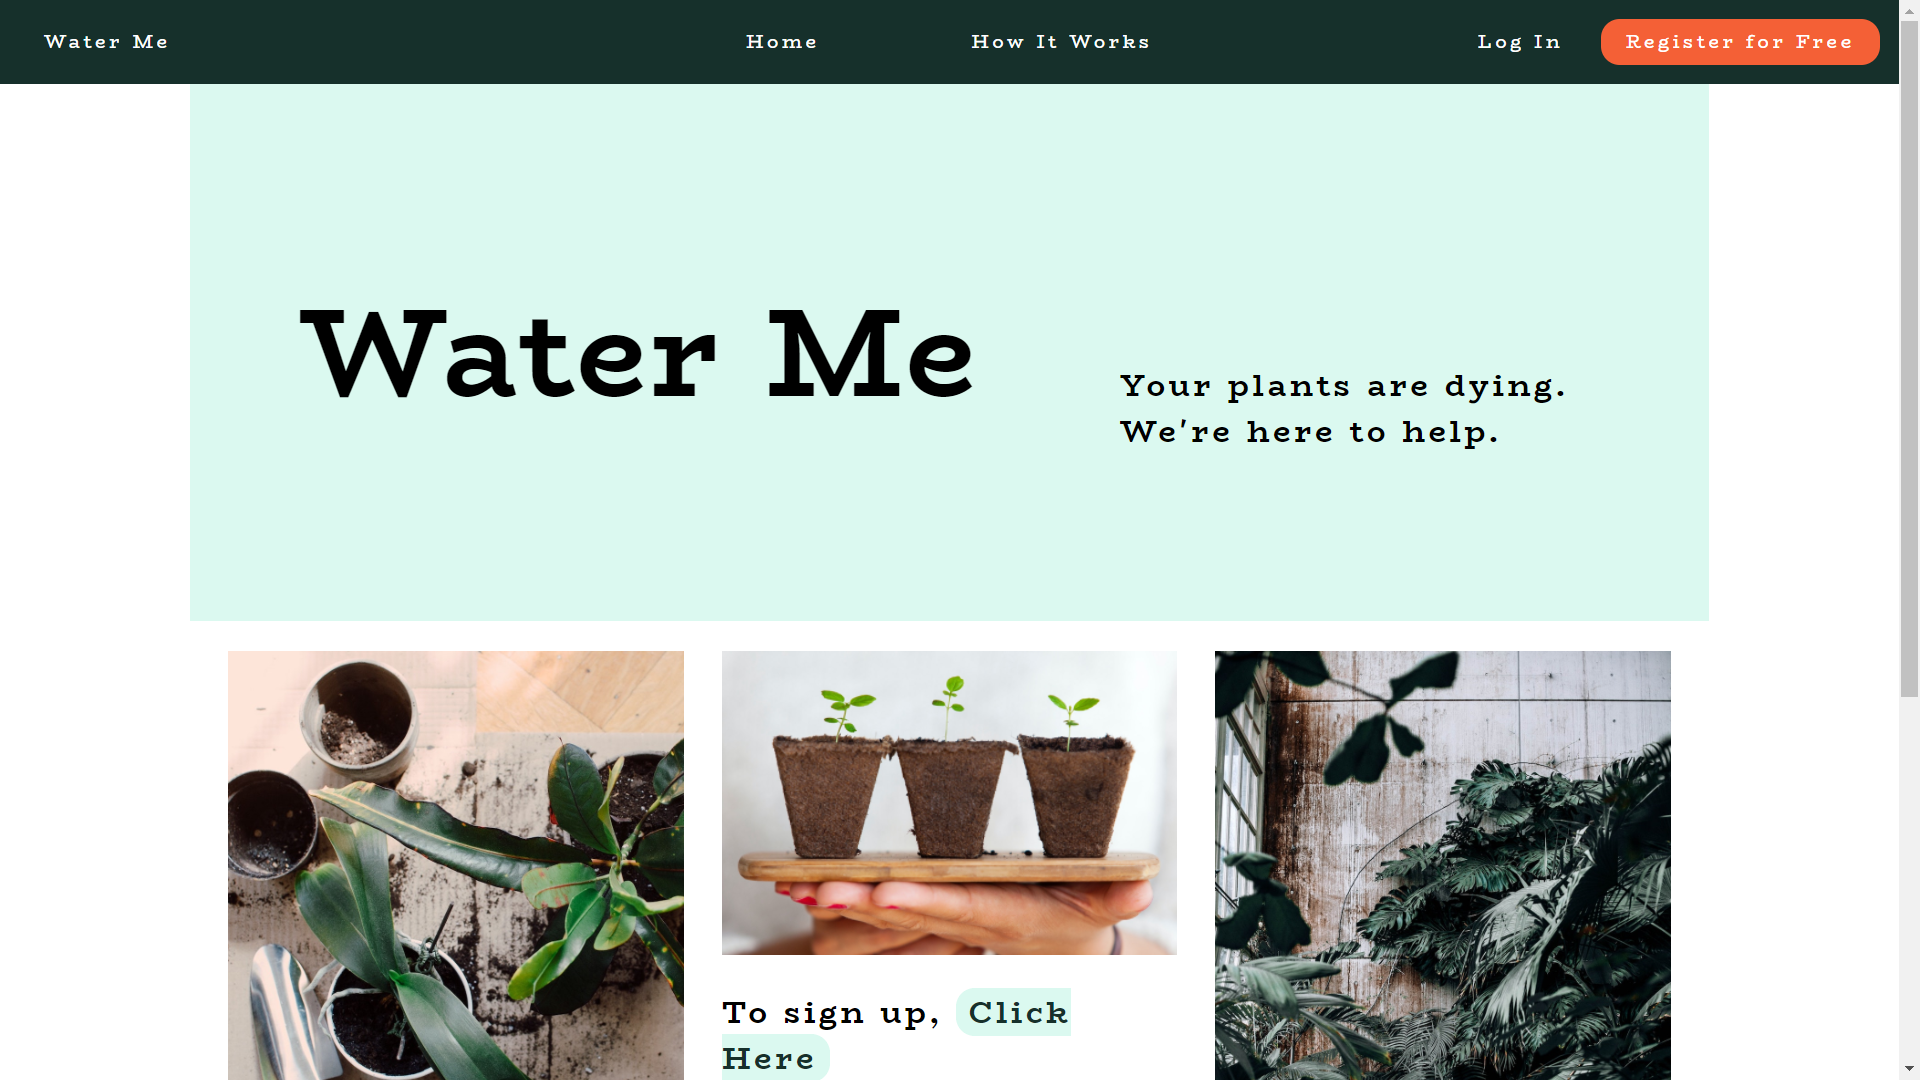 Water Me
Home
How It Works
Log In
Register for Free
Water Me
Your plants are dying.
We're here to help.
To sign up, Click
Here